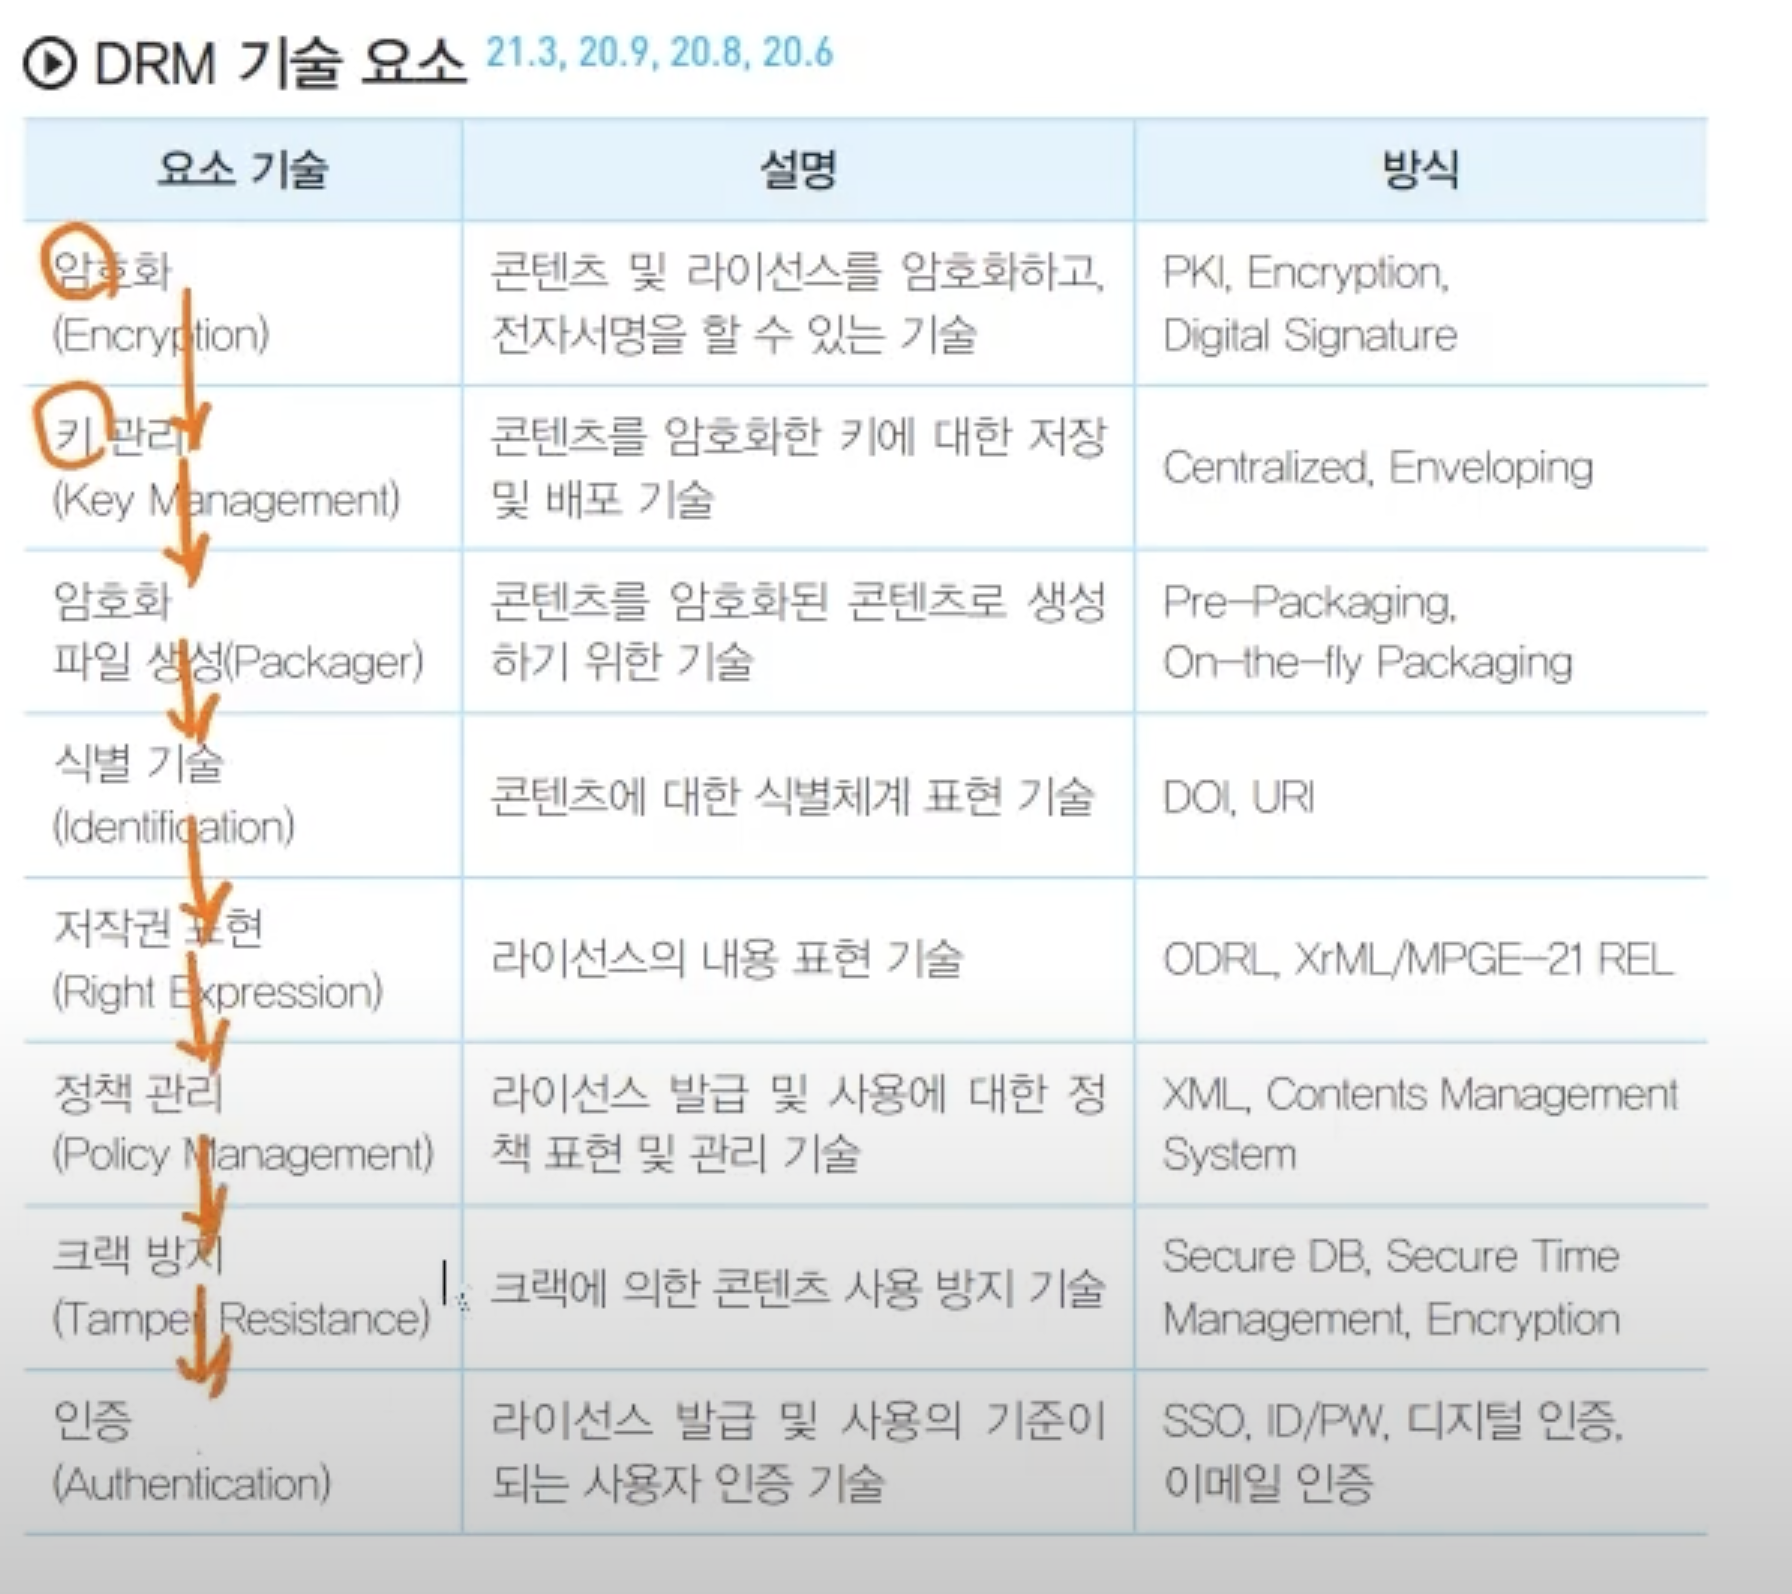 DRM 기술 요소 21.3, 20.9, 20.8, 20.6
요소 기술
설명
방식
암호화
(Encryption)
콘텐츠 및 라이선스를 암호화하고,
전자서명을 할 수 있는 기술
PKI, Encryption,
Digital Signature
키 관리
(Key Management)
콘텐츠를 암호화한 키에 대한 저장
및 배포 기술
Centralized, Enveloping
암호화
파일 생성(Packager)
콘텐츠를 암호화된 콘텐츠로 생성
하기 위한 기술
Pre-Packaging,
On-the-fly Packaging
식별 기술
(Identification)
콘텐츠에 대한 식별체계 표현 기술
DOI, URI
저작권 표현
(Right Expression)
라이선스의 내용 표현 기술
ODRL, XrML/MPGE-21 REL
정책 관리
(Policy Management)
라이선스 발급 및 사용에 대한 정
책 표현 및 관리 기술
XML, Contents Management
System
크랙 방지
(Tamper Resistance)
크랙에 의한 콘텐츠 사용 방지 기술
Secure DB, Secure Time
Management, Encryption
인증
(Authentication)
라이선스 발급 및 사용의 기준이
되는 사용자 인증 기술
SSO, ID/PW, 디지털 인증,
이메일 인증